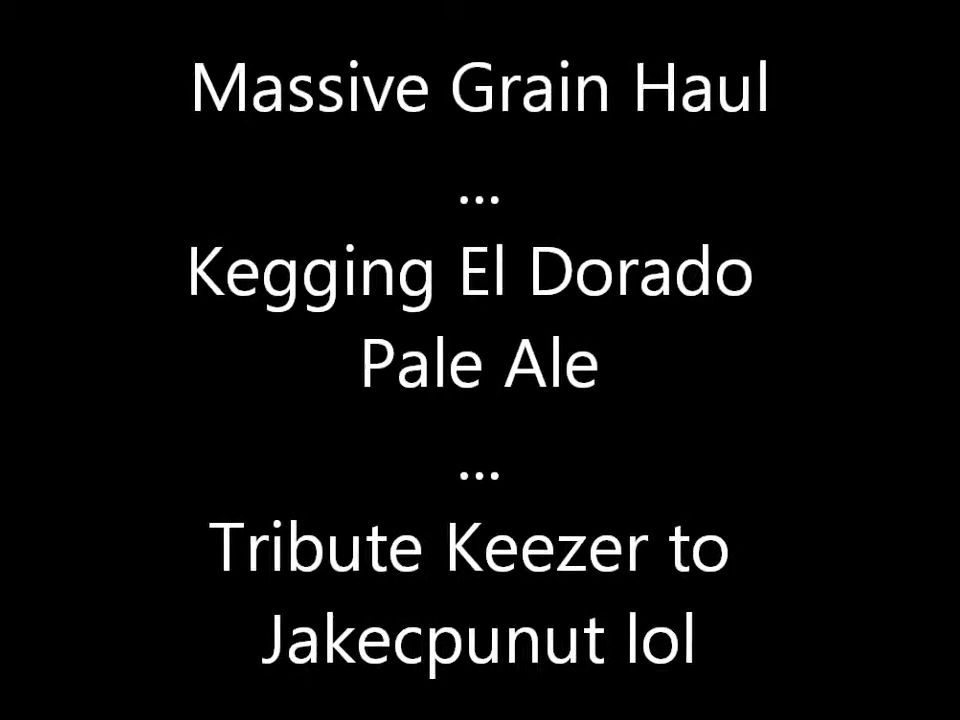 Massive Grain Haul
...
Kegging El Dorado
Pale Ale
...
Tribute Keezer to
Jakecpunut lol